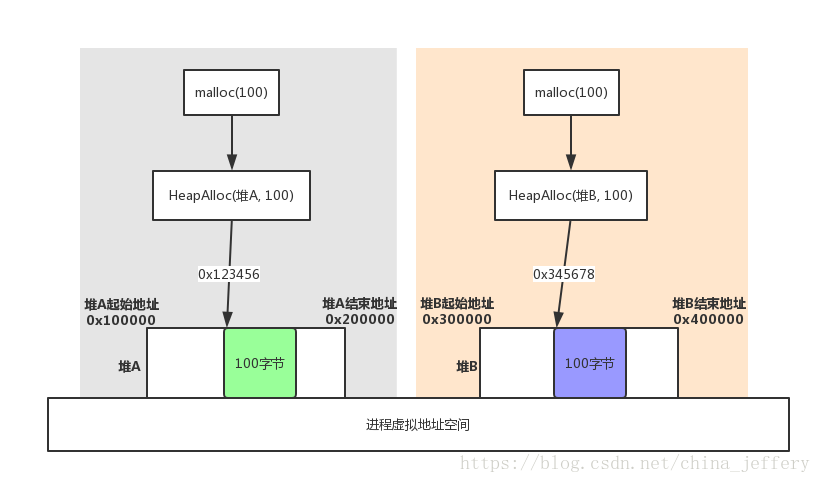 malloc(100)
malloc(100)
HeapAlloc(堆A, 100)
HeapAlloc(堆B, 100)
0x123456
0x345678
堆A起始地址
0x100000
堆A结束地址
0x200000
堆B起始地址
0x300000
堆B结束地址
0x400000
堆A
100字节
堆B
100字节
进程虚拟地址空间
https://blog.csdn.net/china_jeffery